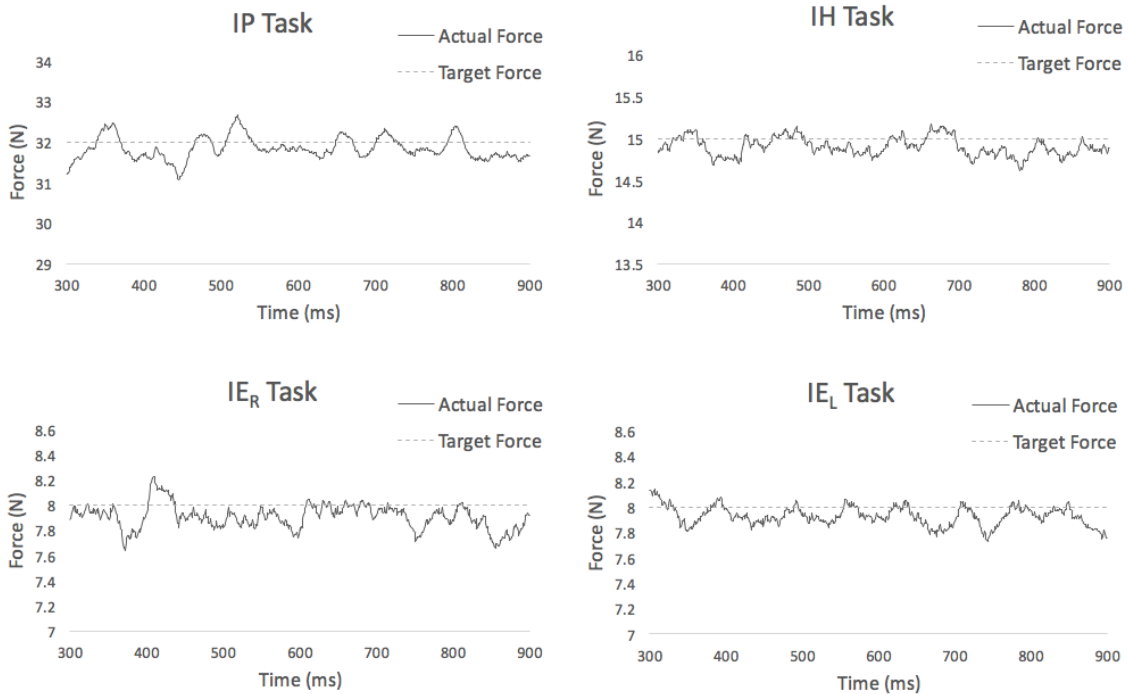 IP Task
Actual Force
Target Force
34
33
32
31
30
29
Force (N)
300 400 500 600 700 800 900
Time (ms)
IH Task
Actual Force
Target Force
16
15.5
15
14.5
14
13.5
Force (N)
300 400 500 600 700 800 900
Time (ms)
IER Task
Actual Force
Target Force
8.6
8.4
8.2
8
7.8
7.6
7.4
7.2
7
Force (N)
300 400 500 600 700 800 900
Time (ms)
IEL Task
Actual Force
Target Force
8.6
8.4
8.2
8
7.8
7.6
7.4
7.2
7
Force (N)
300 400 500 600 700 800 900
Time (ms)